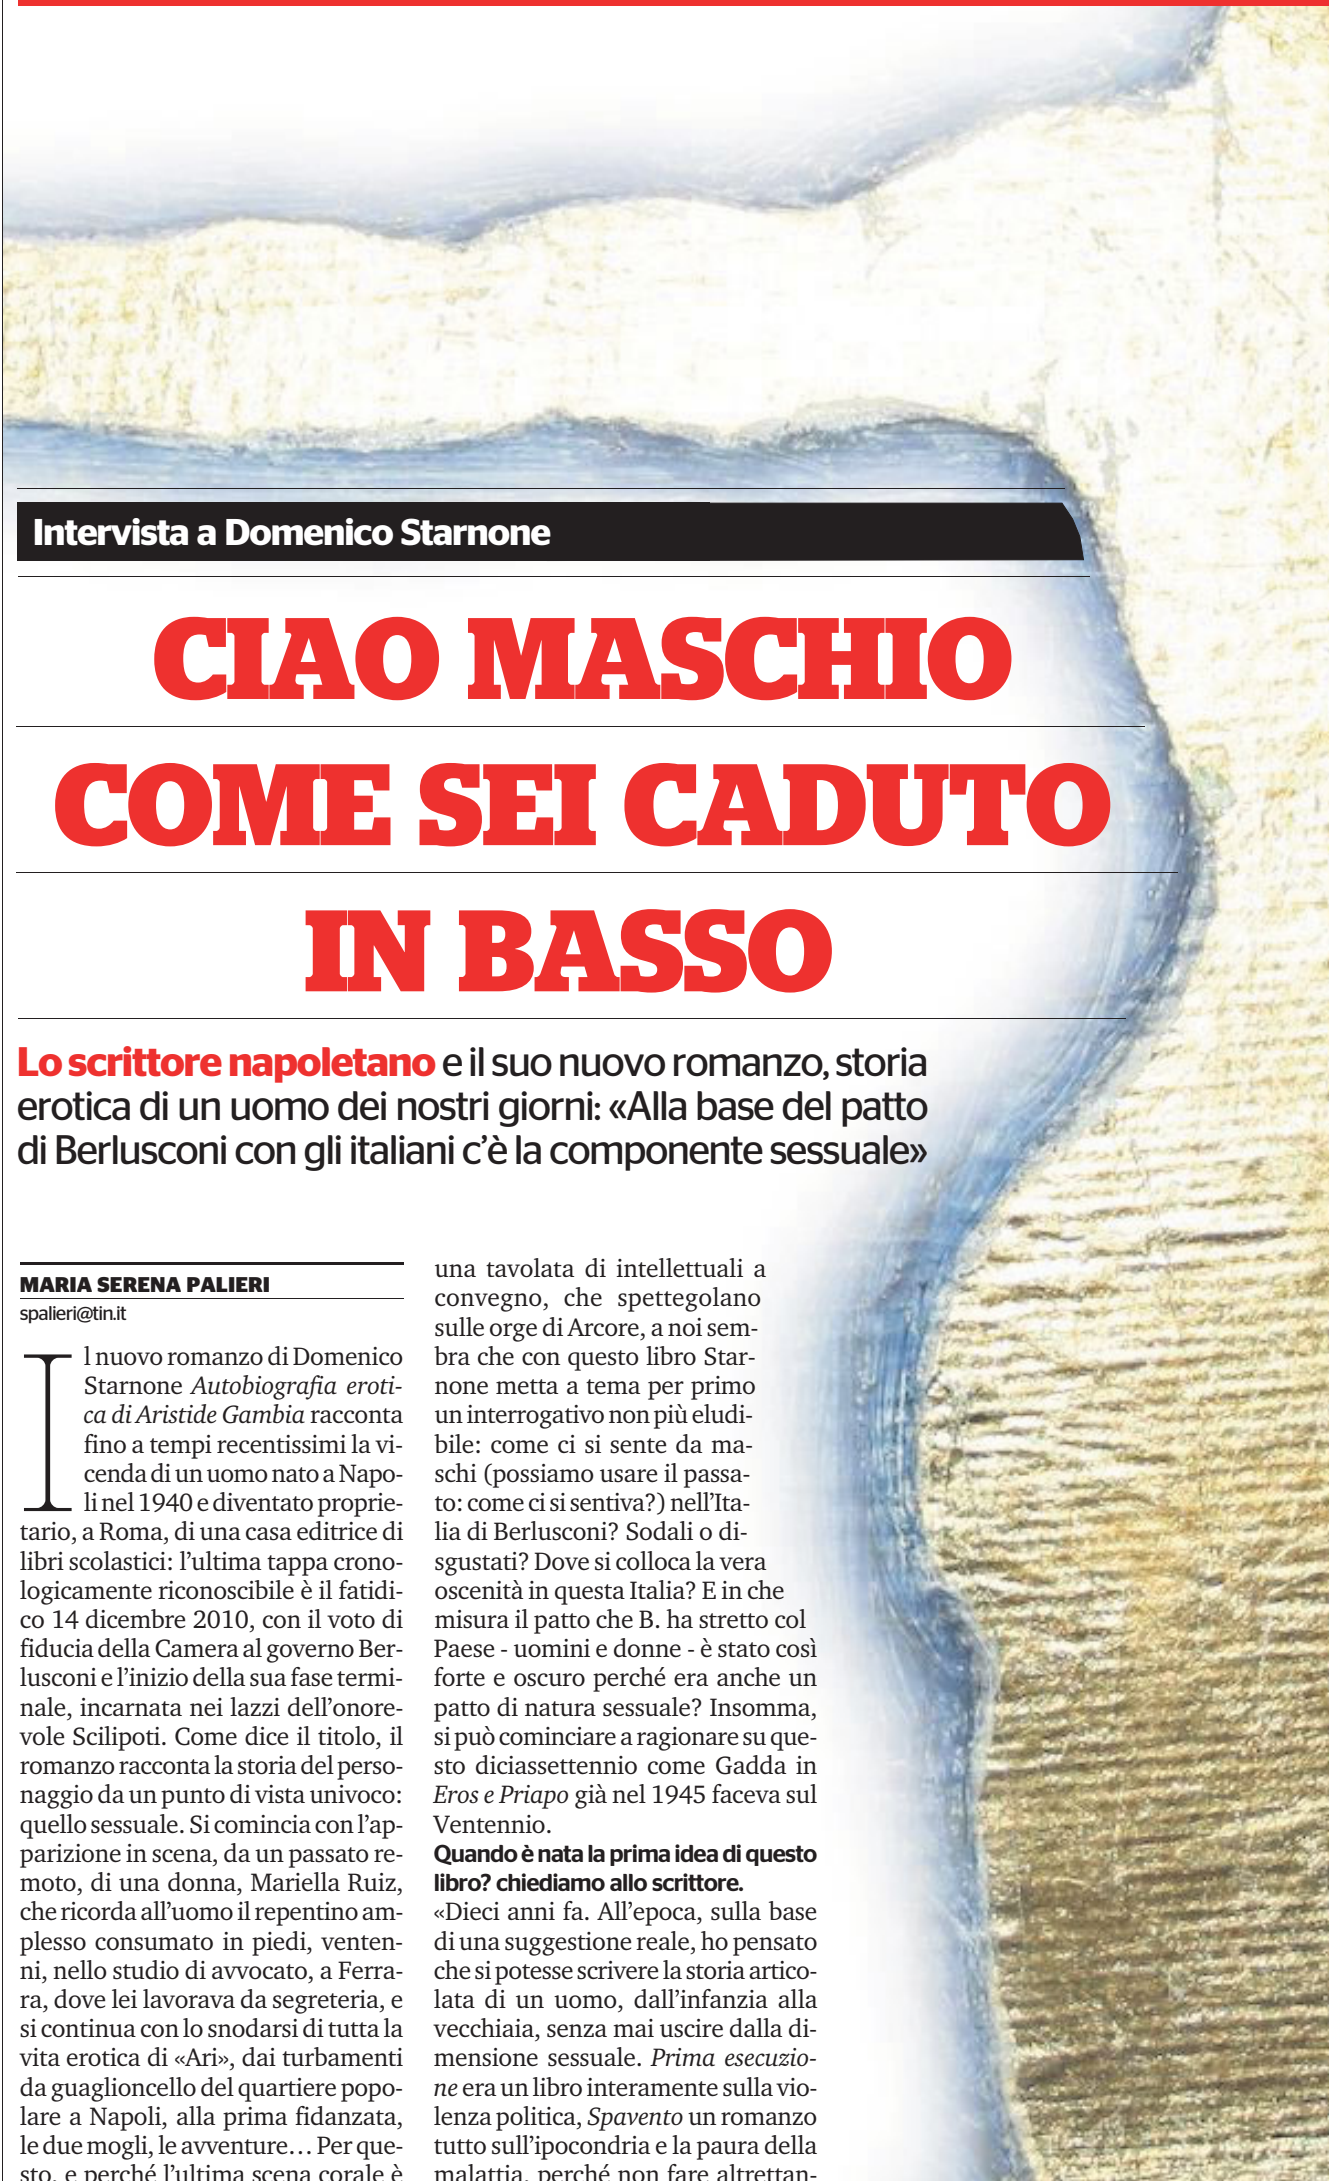 Intervista a Domenico Starnone
CIAO MASCHIO
COME SEI CADUTO
IN BASSO
Lo scrittore napoletano e il suo nuovo romanzo, storia
erotica di un uomo dei nostri giorni: «Alla base del patto
di Berlusconi con gli italiani c’è la componente sessuale»
MARIA SERENA PALIERI
spalieri@tin.it
Il nuovo romanzo di Domenico
Starnone Autobiografia eroti-
ca di Aristide Gambia racconta
fino a tempi recentissimi la vi-
cenda di un uomo nato a Napo-
li nel 1940 e diventato proprie-
tario, a Roma, di una casa editrice di
libri scolastici: l’ultima tappa crono-
logicamente riconoscibile è il fatidi-
co 14 dicembre 2010, con il voto di
fiducia della Camera al governo Ber-
lusconi e l’inizio della sua fase termi-
nale, incarnata nei lazzi dell’onore-
vole Scilipoti. Come dice il titolo, il
romanzo racconta la storia del perso-
naggio da un punto di vista univoco:
quello sessuale. Si comincia con l’ap-
parizione in scena, da un passato re-
moto, di una donna, Mariella Ruiz,
che ricorda all’uomo il repentino am-
plesso consumato in piedi, venten-
ni, nello studio di avvocato, a Ferra-
ra, dove lei lavorava da segreteria, e
si continua con lo snodarsi di tutta la
vita erotica di «Ari», dai turbamenti
da guaglioncello del quartiere popo-
lare a Napoli, alla prima fidanzata,
le due mogli, le avventure… Per que-
sto, e perché l’ultima scena corale è
una tavolata di intellettuali a
convegno, che spettegolano
sulle orge di Arcore, a noi sem-
bra che con questo libro Star-
none metta a tema per primo
un interrogativo non più eludi-
bile: come ci si sente da ma-
schi (possiamo usare il passa-
to: come ci si sentiva?) nell’Ita-
lia di Berlusconi? Sodali o di-
sgustati? Dove si colloca la vera
oscenità in questa Italia? E in che
misura il patto che B. ha stretto col
Paese - uomini e donne - è stato così
forte e oscuro perché era anche un
patto di natura sessuale? Insomma,
si può cominciare a ragionare su que-
sto diciassettennio come Gadda in
Eros e Priapo già nel 1945 faceva sul
Ventennio.
Quando è nata la prima idea di questo
libro? chiediamo allo scrittore.
«Dieci anni fa. All’epoca, sulla base
di una suggestione reale, ho pensato
che si potesse scrivere la storia artico-
lata di un uomo, dall’infanzia alla
vecchiaia, senza mai uscire dalla di-
mensione sessuale. Prima esecuzio-
ne era un libro interamente sulla vio-
lenza politica, Spavento un romanzo
tutto sull’ipocondria e la paura della
malattia, perché non fare altrettan-